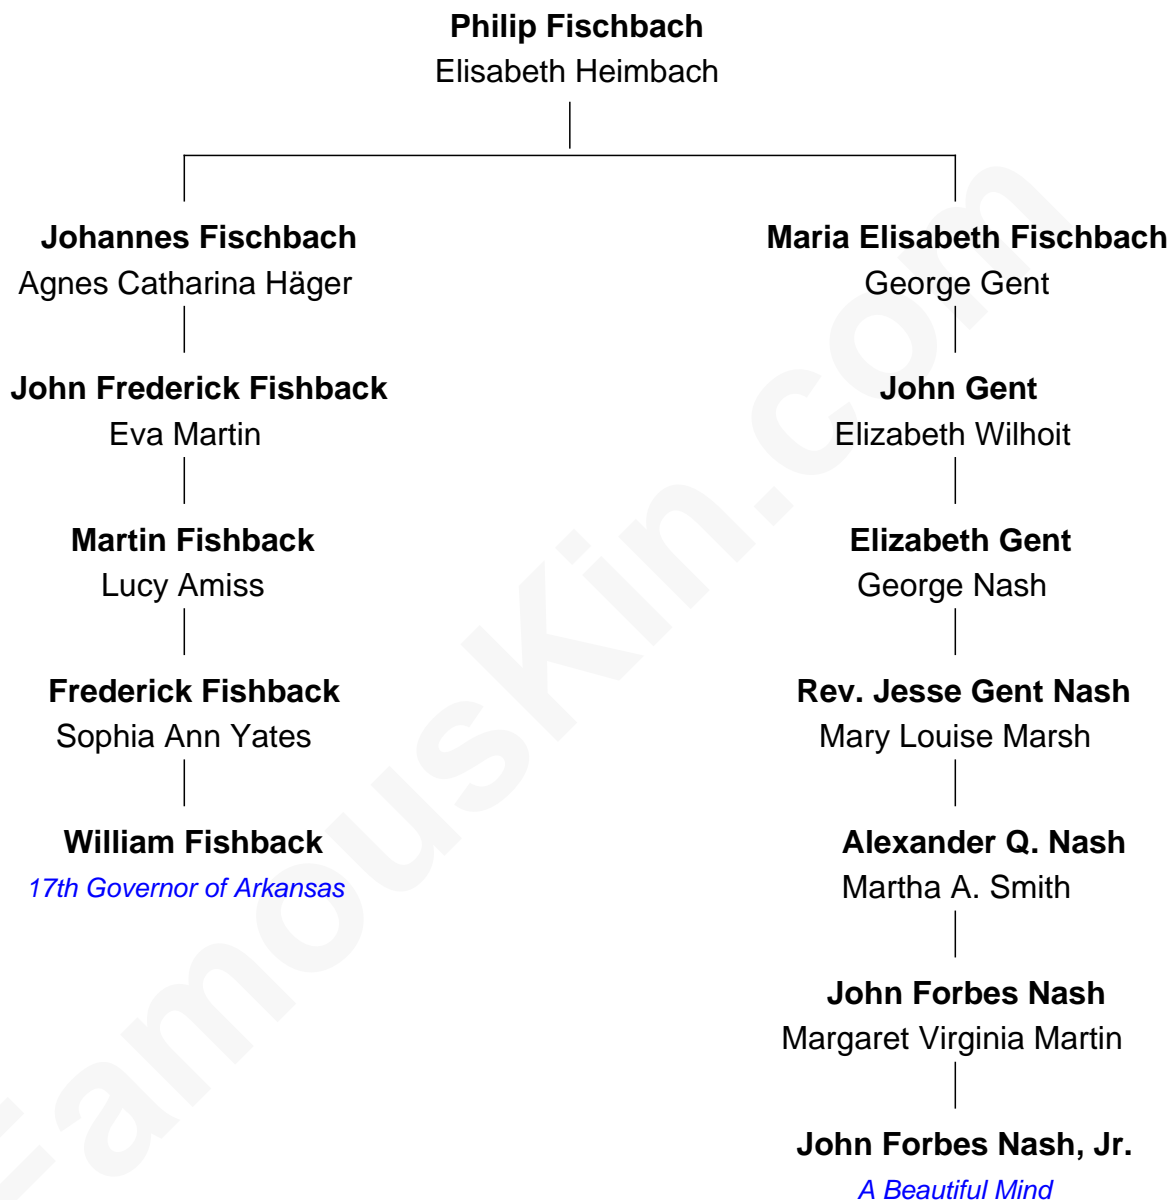 Philip Fischbach
Elisabeth Heimbach
Johannes Fischbach
Agnes Catharina Häger
Maria Elisabeth Fischbach
George Gent
John Frederick Fishback
Eva Martin
John Gent
Elizabeth Wilhoit
Martin Fishback
Lucy Amiss
Elizabeth Gent
George Nash
Frederick Fishback
Sophia Ann Yates
Rev. Jesse Gent Nash
Mary Louise Marsh
William Fishback
17th Governor of Arkansas
Alexander Q. Nash
Martha A. Smith
John Forbes Nash
Margaret Virginia Martin
John Forbes Nash, Jr.
A Beautiful Mind
FamousKin.com